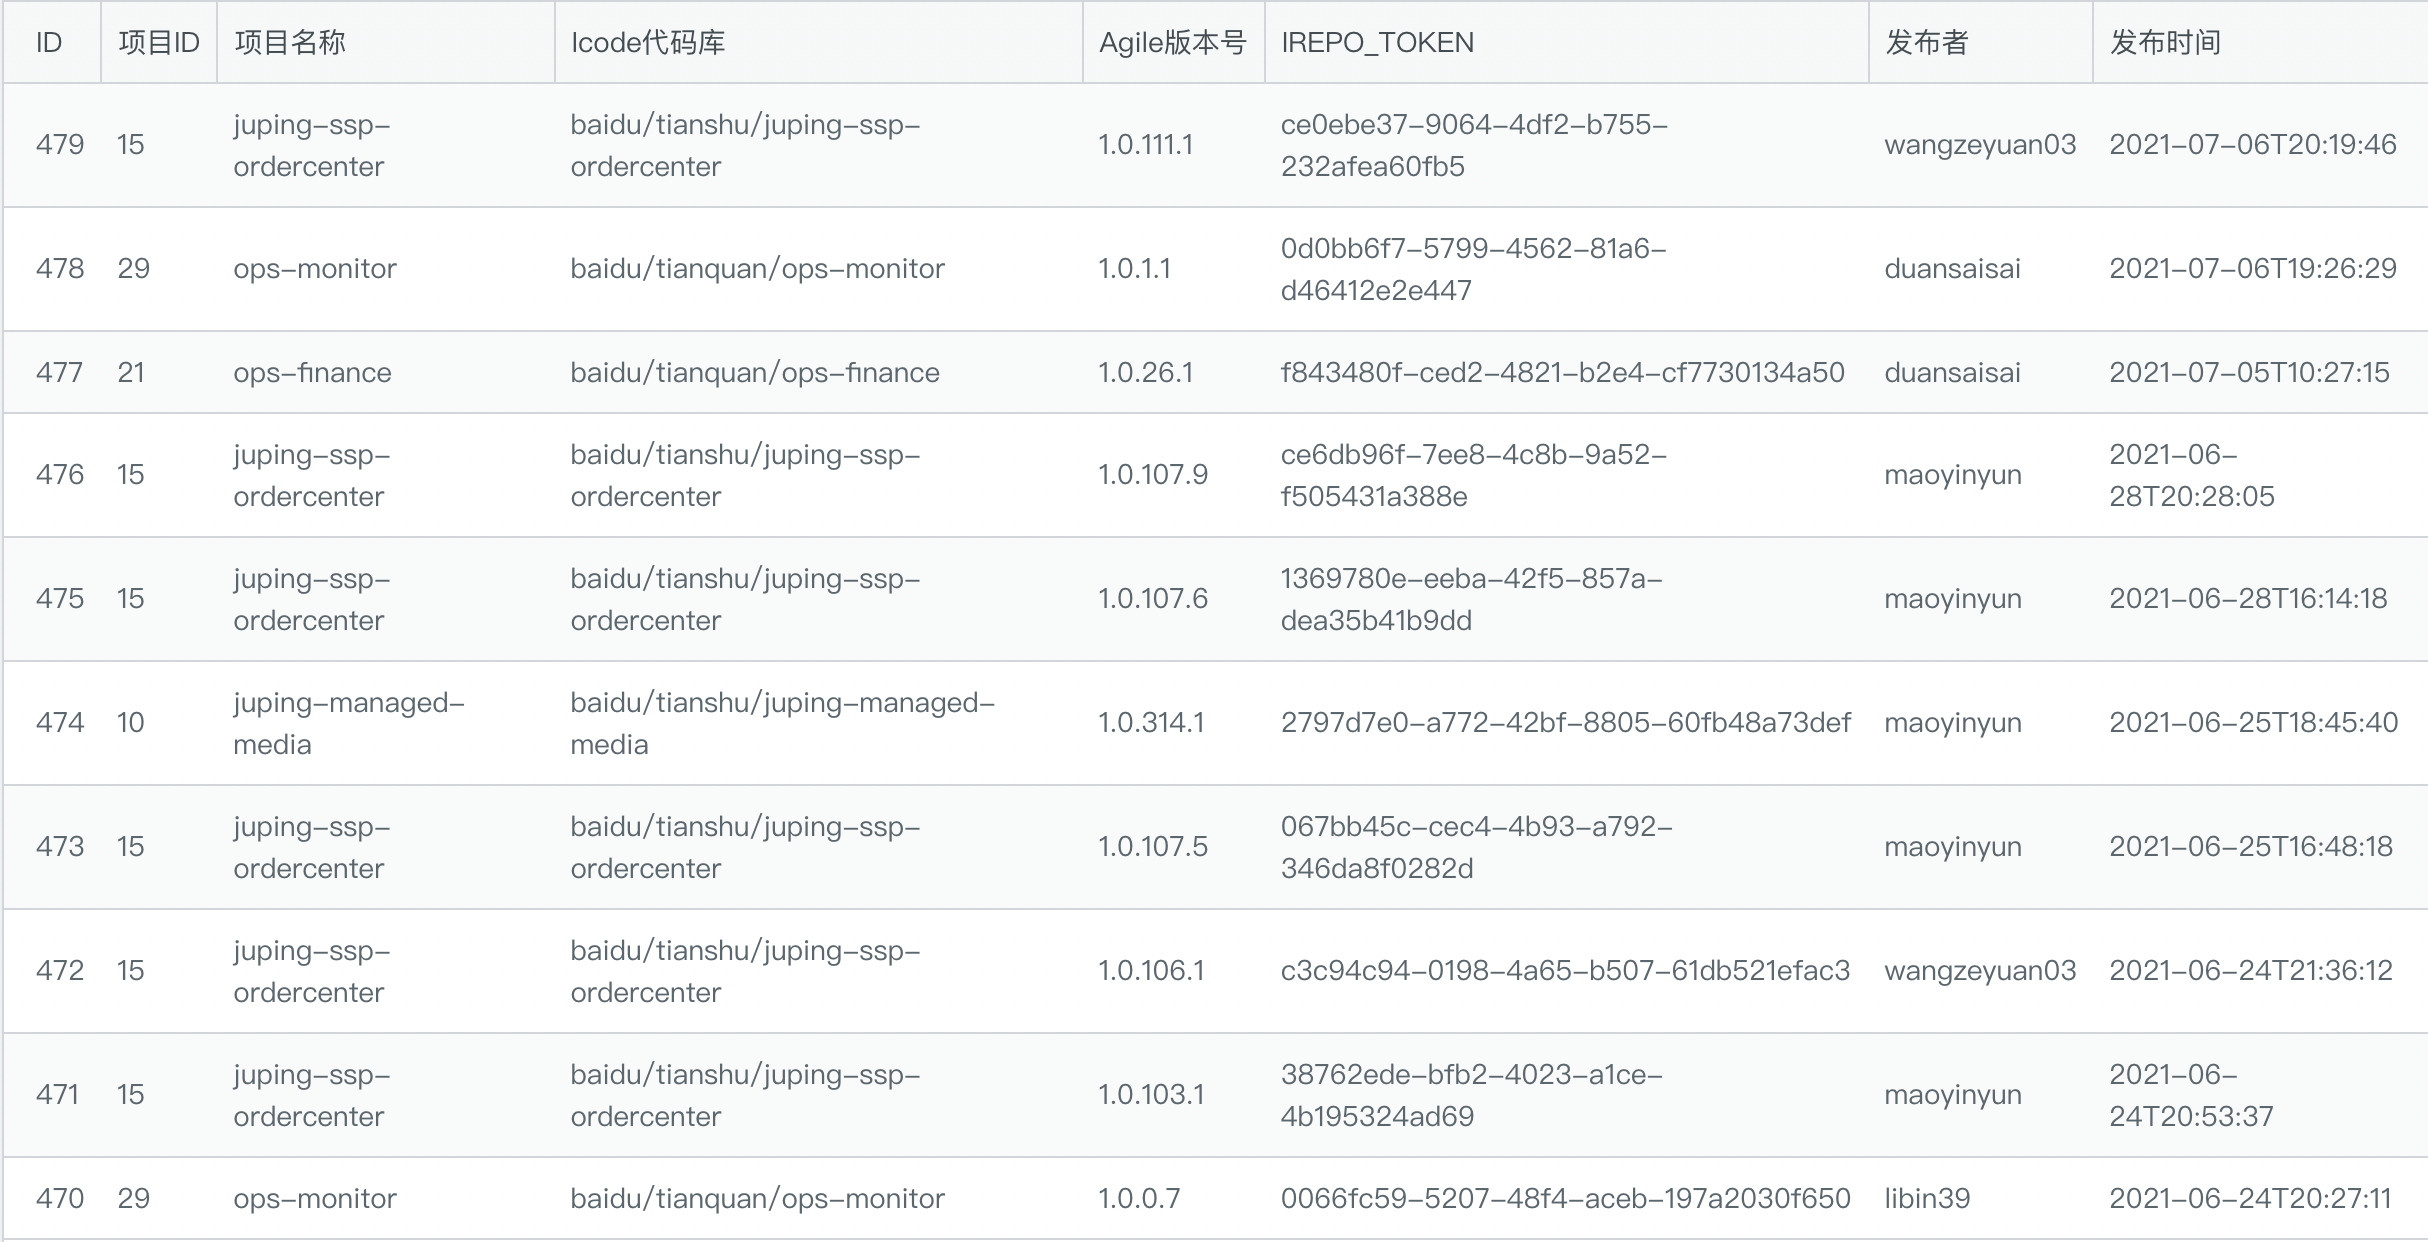 ID 项目ID 项目名称 Icode代码库 Agile版本号 IREPO_TOKEN 发布者 发布时间
479 15 juping-ssp- baidu/tianshu/juping-ssp- 1.0.111.1 ce0ebe37-9064-4df2-b755- wangzeyuan03 2021-07-06T20:19:46
ordercenter ordercenter 232afea60fb5
478 29 ops-monitor baidu/tianquan/ops-monitor 1.0.1.1 0d0bb6f7-5799-4562-81a6- duansaisai 2021-07-06T19:26:29
d46412e2e447
477 21 ops-finance baidu/tianquan/ops-finance 1.0.26.1 f843480f-ced2-4821-b2e4-cf7730134a50 duansaisai 2021-07-05T10:27:15
476 15 juping-ssp- baidu/tianshu/juping-ssp- 1.0.107.9 ce6db96f-7ee8-4c8b-9a52- maoyinyun 2021-06-
ordercenter ordercenter f505431a388e 28T20:28:05
475 15 juping-ssp- baidu/tianshu/juping-ssp- 1.0.107.6 1369780e-eeba-42f5-857a- maoyinyun 2021-06-28T16:14:18
ordercenter ordercenter dea35b41b9dd
474 10 juping-managed- baidu/tianshu/juping-managed- 1.0.314.1 2797d7e0-a772-42bf-8805-60fb48a73def maoyinyun 2021-06-25T18:45:40
media media
473 15 juping-ssp- baidu/tianshu/juping-ssp- 1.0.107.5 067bb45c-cec4-4b93-a792- maoyinyun 2021-06-25T16:48:18
ordercenter ordercenter 346da8f0282d
472 15 juping-ssp- baidu/tianshu/juping-ssp- 1.0.106.1 c3c94c94-0198-4a65-b507-61db521efac3 wangzeyuan03 2021-06-24T21:36:12
ordercenter ordercenter
471 15 juping-ssp- baidu/tianshu/juping-ssp- 1.0.103.1 38762ede-bfb2-4023-a1ce- maoyinyun 2021-06-
ordercenter ordercenter 4b195324ad69 24T20:53:37
470 29 ops-monitor baidu/tianquan/ops-monitor 1.0.0.7 0066fc59-5207-48f4-aceb-197a2030f650 libin39 2021-06-24T20:27:11